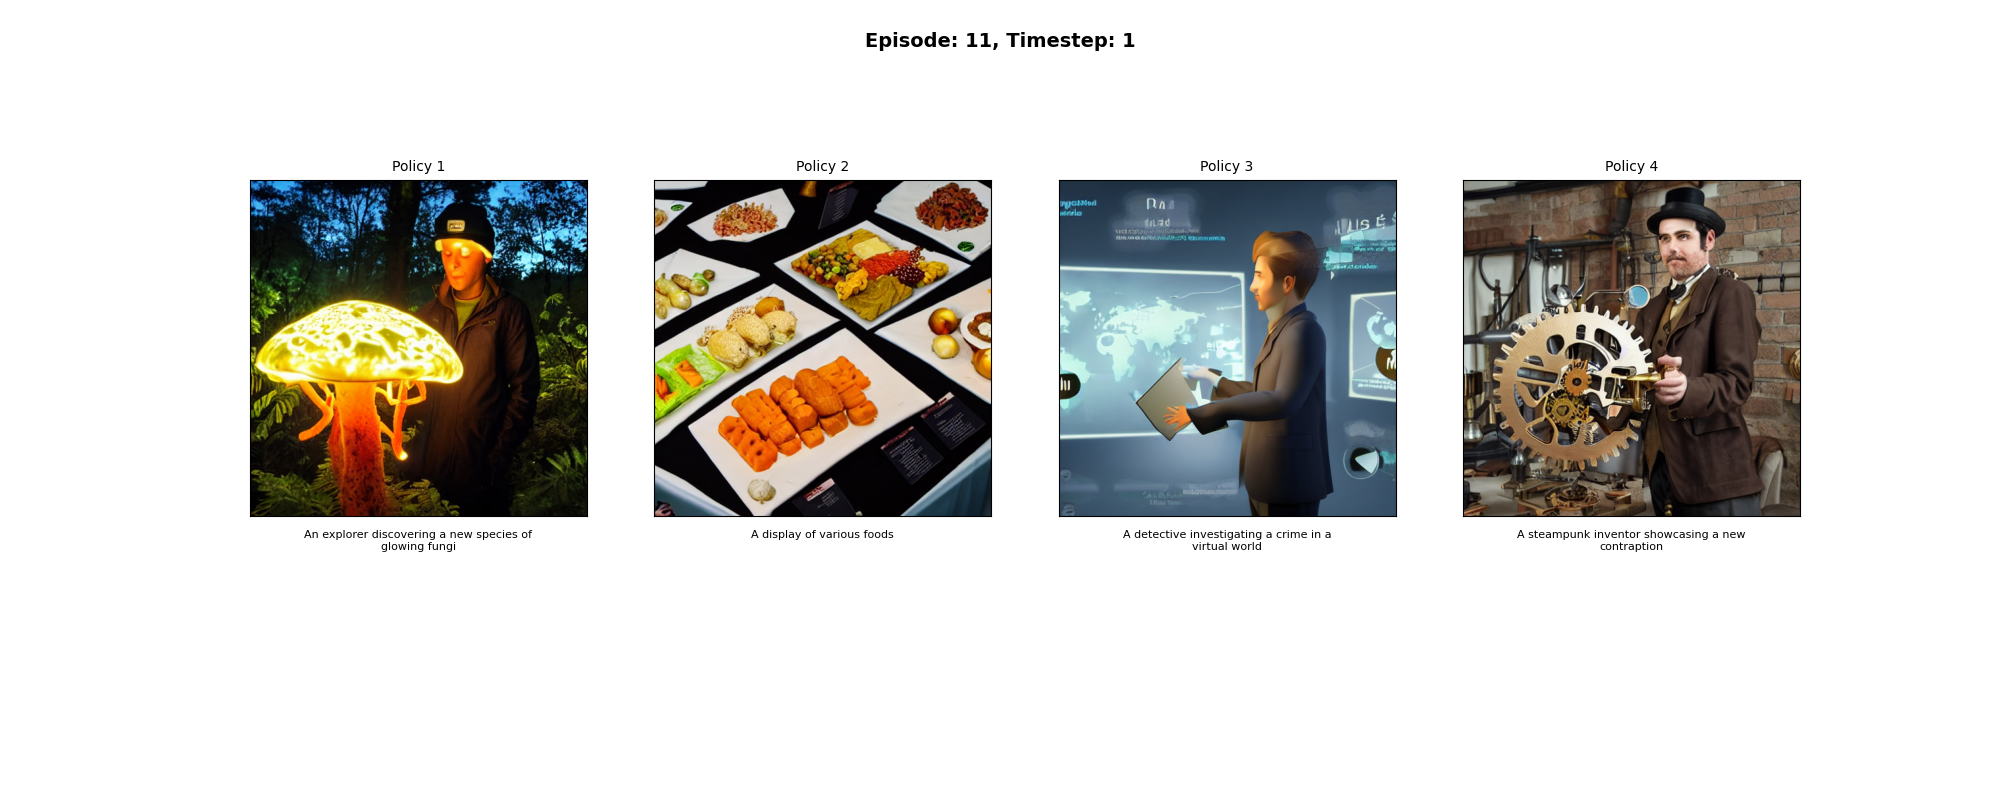 Episode: 11, Timestep: 1
Policy 1
Policy 2
Policy 3
Policy 4
An explorer discovering a new species of
glowing fungi
A display of various foods
A detective investigating a crime in a
virtual world
A steampunk inventor showcasing a new
contraption